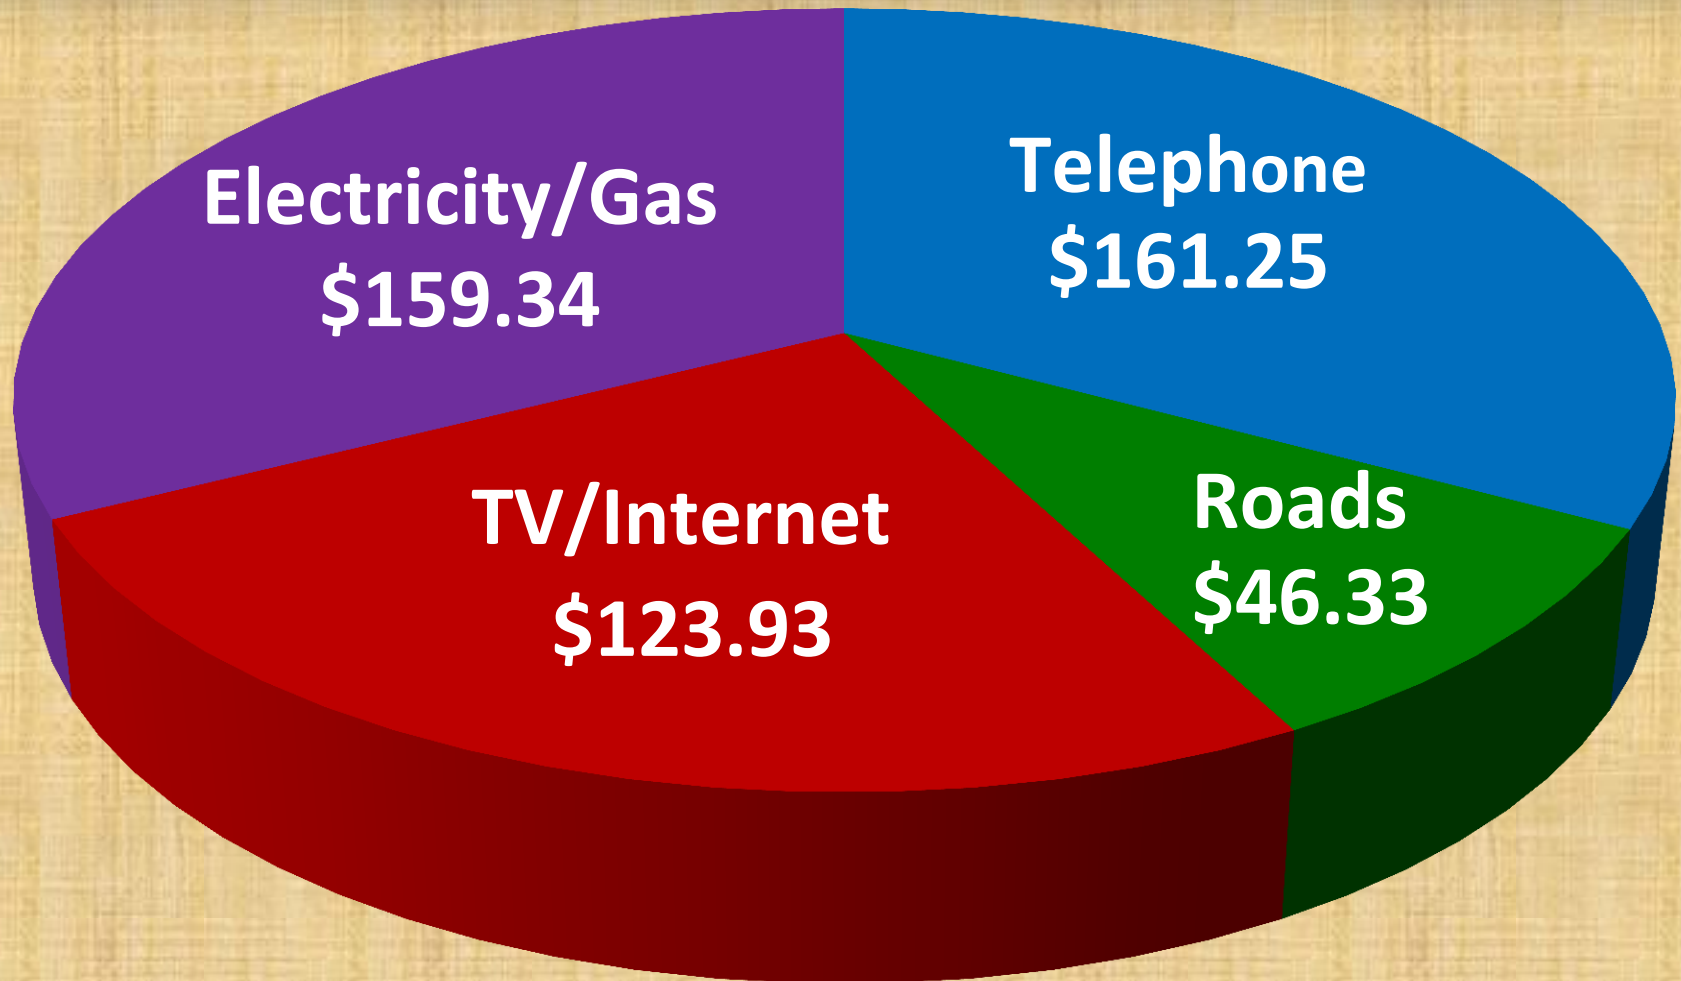 Electricity/Gas
$159.34
Telephone
$161.25
TV/Internet
$123.93
Roads
$46.33